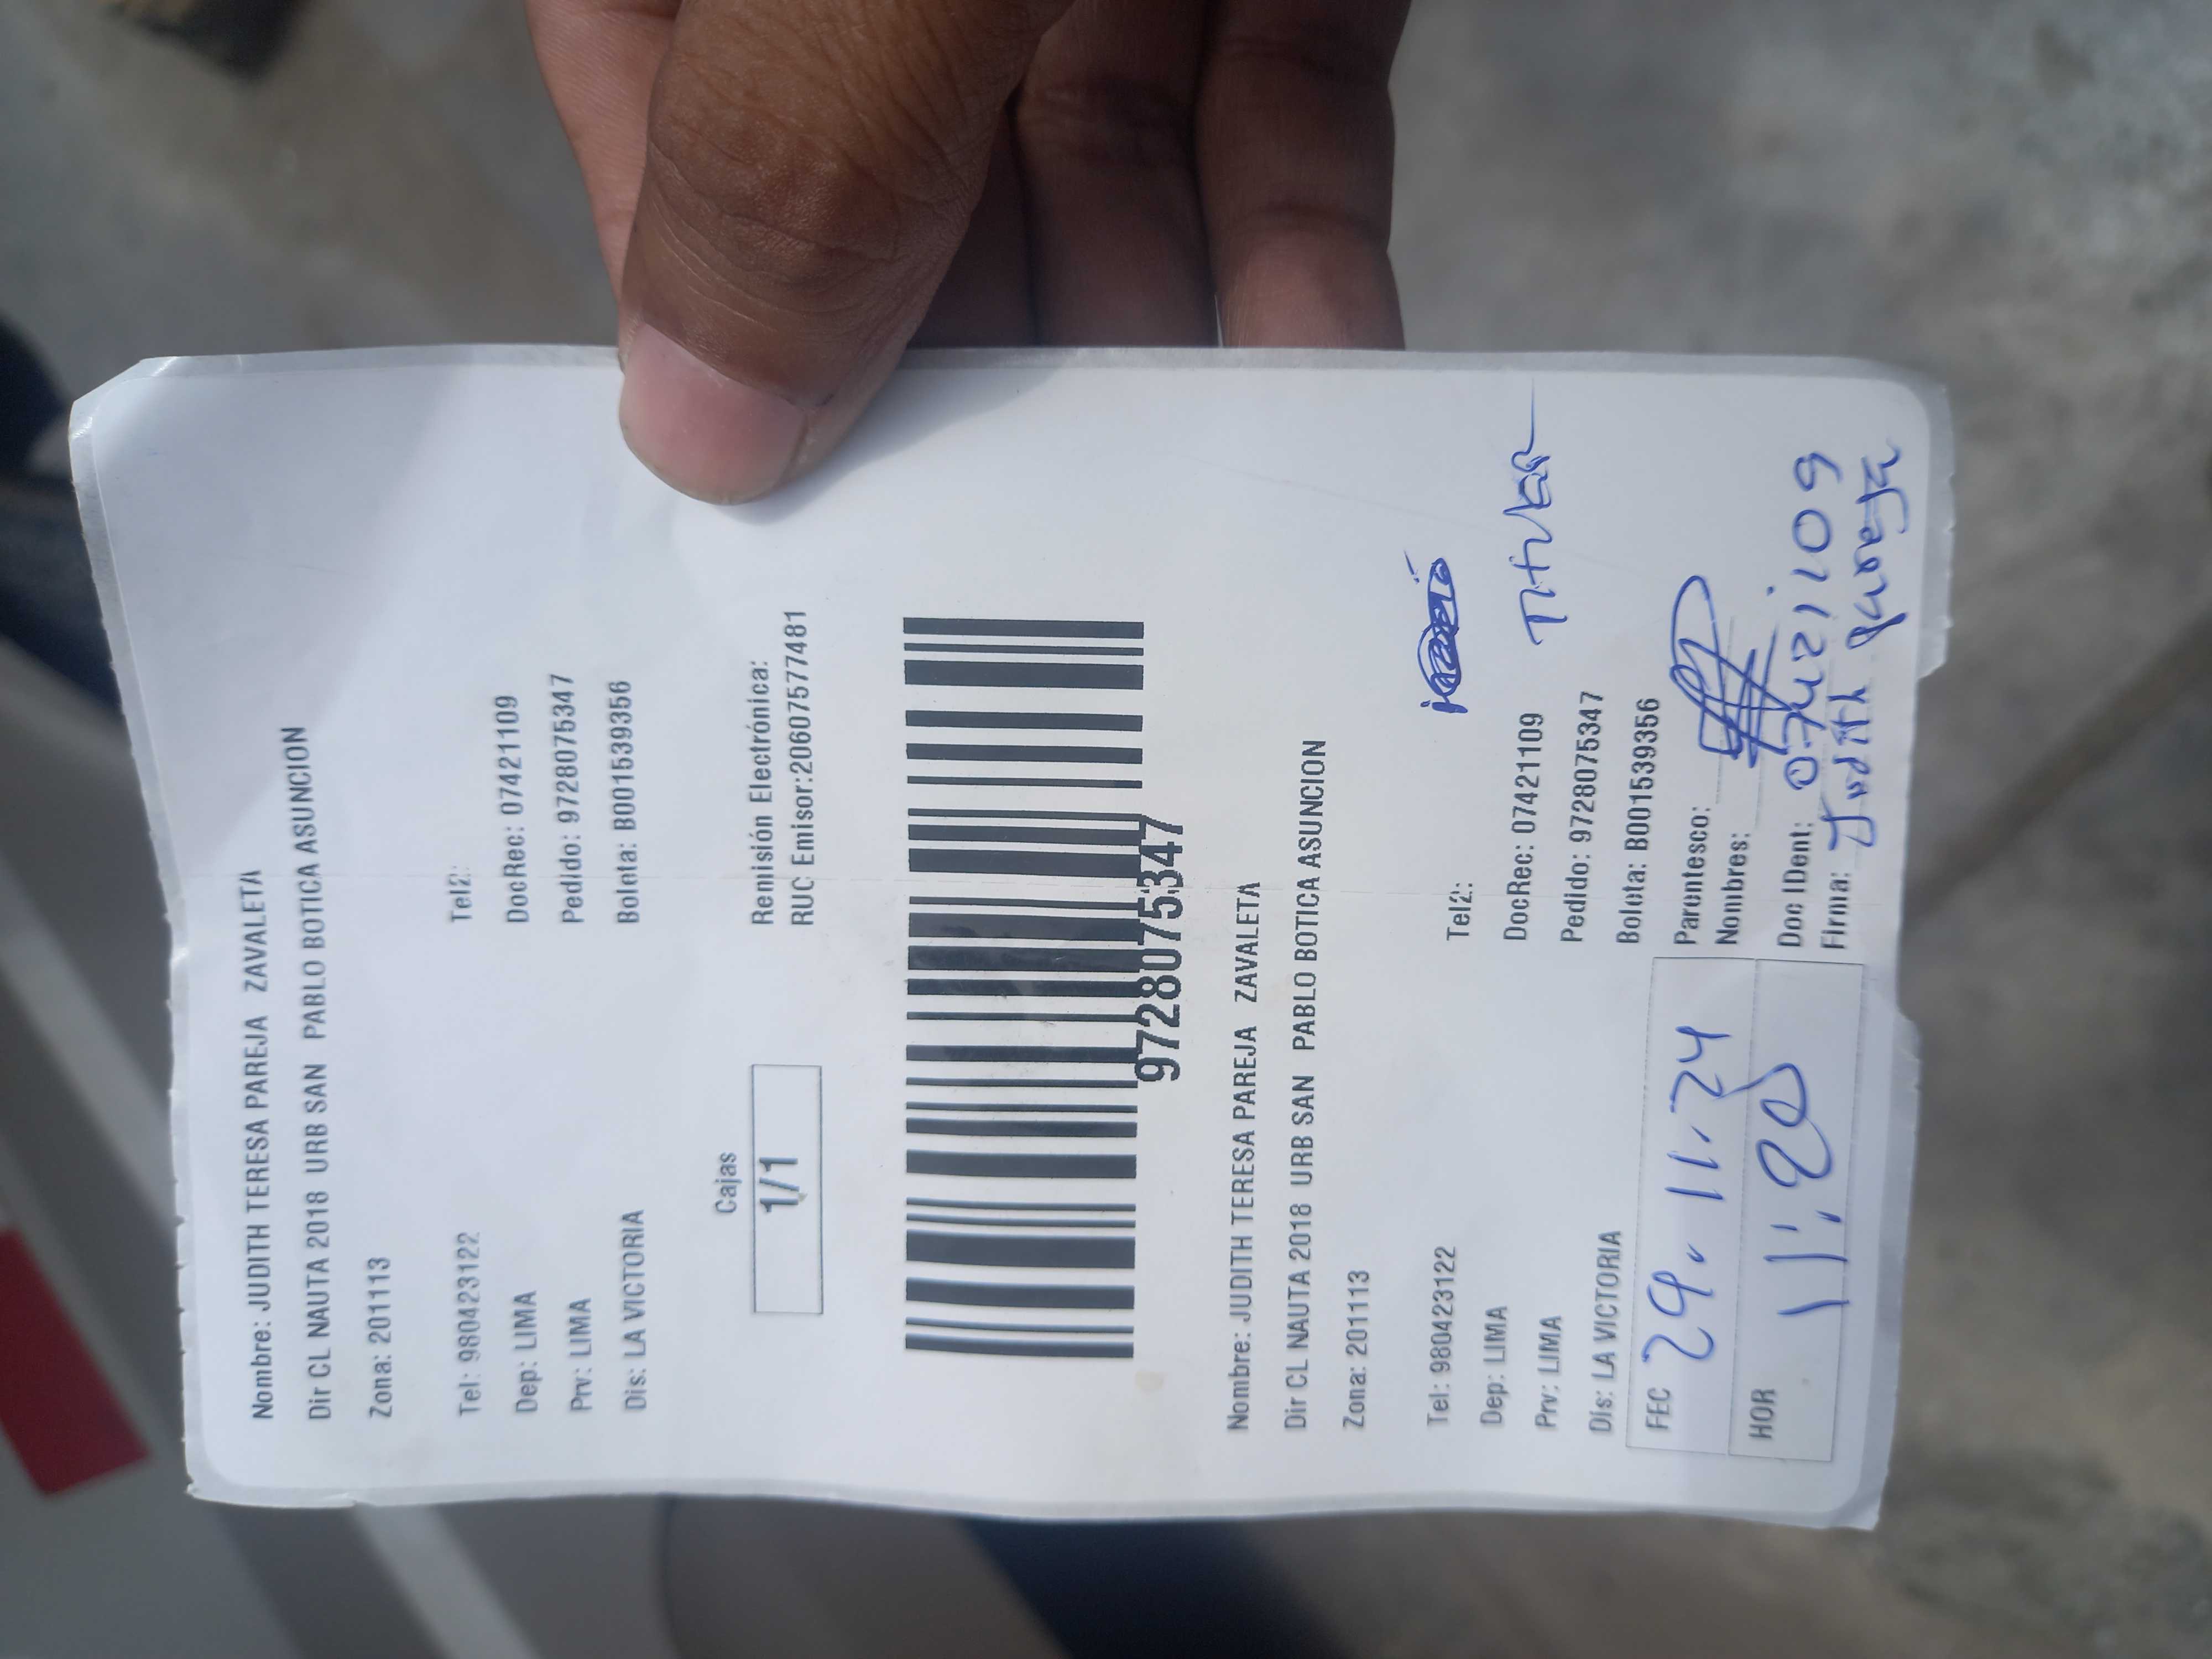 Nombre: JUDITH TERESA PAREJA ZAVALETA
Dir CL NAUTA 2018 URB SAN PABLO BOTICA ASUNCION
Zona: 201113
Tel: 980423122 Tel2:
Dep: LIMA DocRec: 07421109
Prv: LIMA Pedido: 9728075347
Dis: LA VICTORIA Boleta: B001539356
Cajas
1/1
Remisión Electrónica:
RUC Emisor:20607577481
9728075347
Nombre: JUDITH TERESA PAREJA ZAVALETA
Dir CL NAUTA 2018 URB SAN PABLO BOTICA ASUNCION
Zona: 201113
Tel: 980423122 Tel2:
Dep: LIMA DocRec: 07421109 Titular
Prv: LIMA Pedido: 9728075347
Dis: LA VICTORIA Boleta: B001539356
FEC 29.11.24 Parentesco:
Nombres:
HOR 11:20 Doc IDent: 07421109
Firma: Judith Pareja